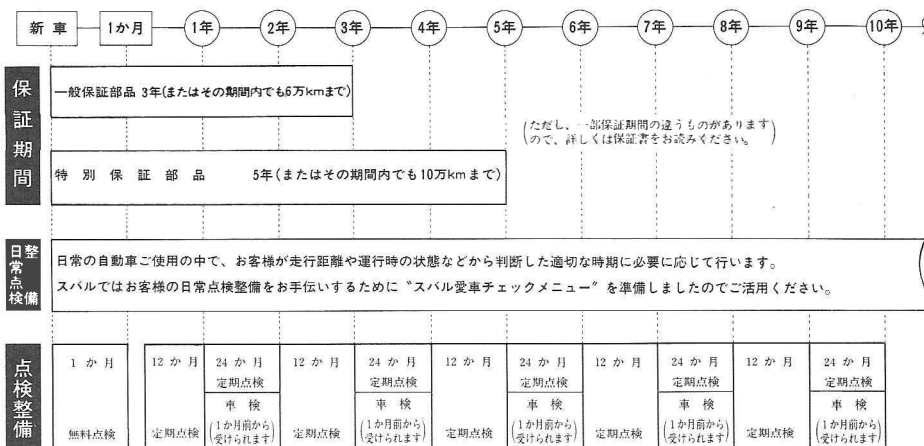 新車 1か月 1年 2年 3年 4年 5年 6年 7年 8年 9年 10年
保証期間
一般保証部品 3年(またはその期間内でも6万kmまで)
(ただし、一部保証期間の違うものがあります
ので、詳しくは保証書をお読みください。)
特別保証部品 5年(またはその期間内でも10万kmまで)
日常点検整備
日常の自動車ご使用の中で、お客様が走行距離や運行時の状態などから判断した適切な時期に必要に応じて行います。
スバルではお客様の日常点検整備をお手伝いするために〝スバル愛車チェックメニュー〟を準備しましたのでご活用ください。
点検整備
1か月
無料点検
12か月
定期点検
24か月
定期点検
車検
(1か月前から
受けられます)
12か月
定期点検
24か月
定期点検
車検
(1か月前から
受けられます)
12か月
定期点検
24か月
定期点検
車検
(1か月前から
受けられます)
12か月
定期点検
24か月
定期点検
車検
(1か月前から
受けられます)
12か月
定期点検
24か月
定期点検
車検
(1か月前から
受けられます)